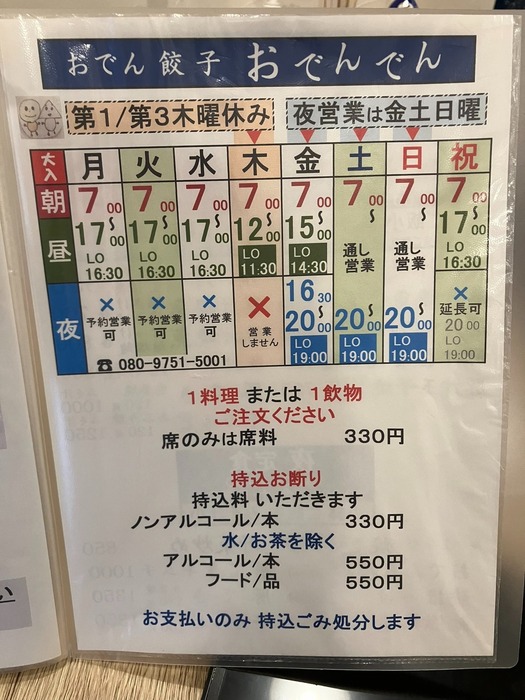 おでん 餃子 おでんでん
第1/第3木曜休み 夜営業は金土日曜
大入 月 火 水 木 金 土 日 祝
朝 7:00 7:00 7:00 7:00 7:00 7:00 7:00 7:00
昼 ~17:00 ~17:00 ~17:00 ~12:00 ~15:00 ~通し営業 ~通し営業 ~17:00
LO 16:30 LO 16:30 LO 16:30 LO 11:30 LO 14:30 LO 16:30
夜 × 予約営業可 × 予約営業可 × 予約営業可 × 営業しません 16:30~20:00 ~20:00 ~20:00 × 延長可 20:00
LO 19:00 LO 19:00 LO 19:00 LO 19:00
☎ 080-9751-5001
1料理 または 1飲物
ご注文ください
席のみは席料 330円
持込お断り
持込料 いただきます
ノンアルコール/本 330円
水/お茶を除く
アルコール/本 550円
フード/品 550円
お支払いのみ 持込ごみ処分します
い